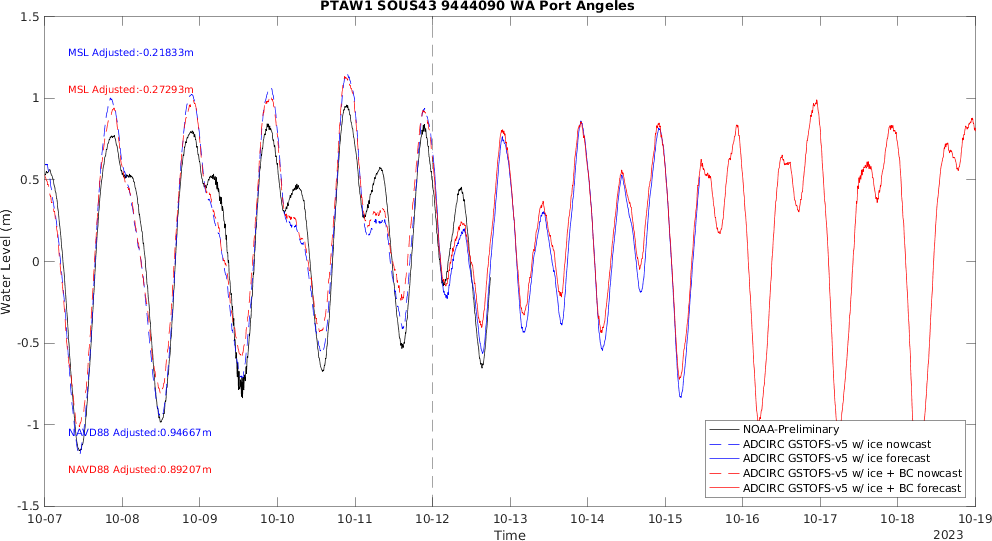 PTAW1 SOUS43 9444090 WA Port Angeles
1.5
MSL Adjusted:-0.21833m
MSL Adjusted:-0.27293m
1
0.5
0
-0.5
-1
-1.5
Water Level (m)
NAVD88 Adjusted:0.94667m
NAVD88 Adjusted:0.89207m
NOAA-Preliminary
ADCIRC GSTOFS-v5 w/ ice nowcast
ADCIRC GSTOFS-v5 w/ ice forecast
ADCIRC GSTOFS-v5 w/ ice + BC nowcast
ADCIRC GSTOFS-v5 w/ ice + BC forecast
10-07 10-08 10-09 10-10 10-11 10-12 10-13 10-14 10-15 10-16 10-17 10-18 10-19
Time
2023